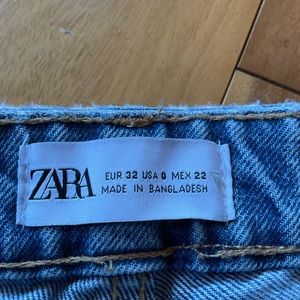 ZARA
EUR 32 USA 0 MEX 22
MADE IN BANGLADESH